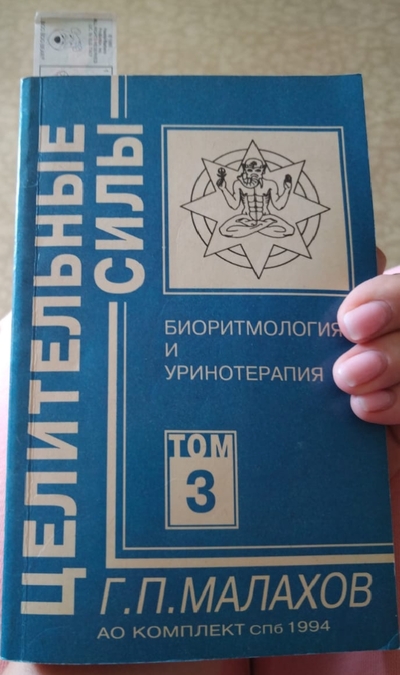 ЦЕЛИТЕЛЬНЫЕ
СИЛЫ
БИОРИТМОЛОГИЯ
И
УРИНОТЕРАПИЯ
ТОМ
3
Г.П.МАЛАХОВ
АО КОМПЛЕКТ спб 1994